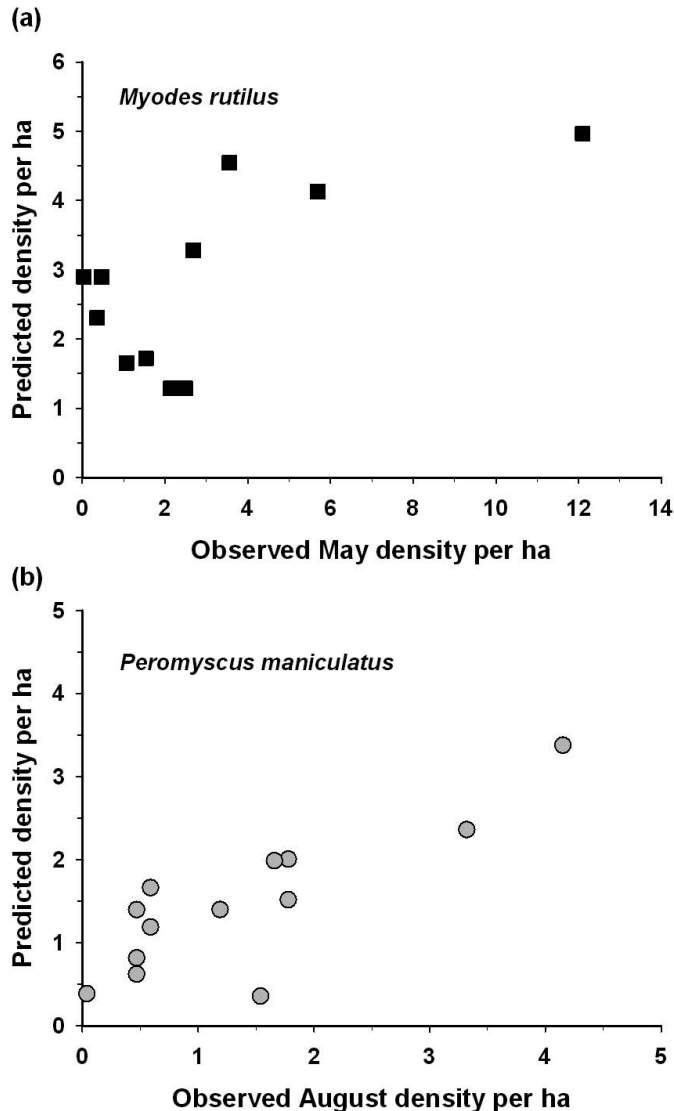 (a)
6
Myodes rutilus
5
4
3
2
1
0
Predicted density per ha
0 2 4 6 8 10 12 14
Observed May density per ha
(b)
5
Peromyscus maniculatus
4
3
2
1
0
Predicted density per ha
0 1 2 3 4 5
Observed August density per ha